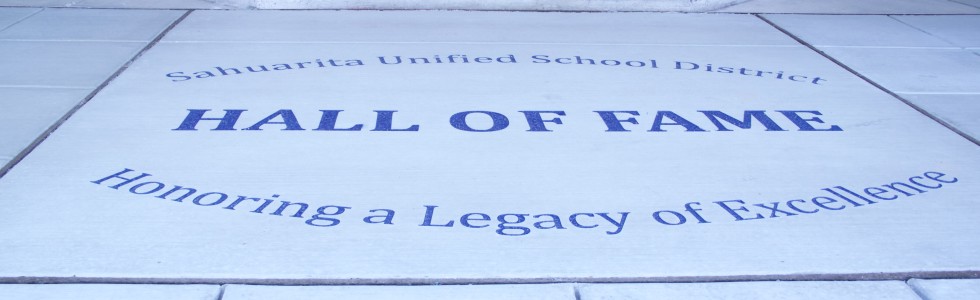 Sahuarita Unified School District
HALL OF FAME
Honoring a Legacy of Excellence